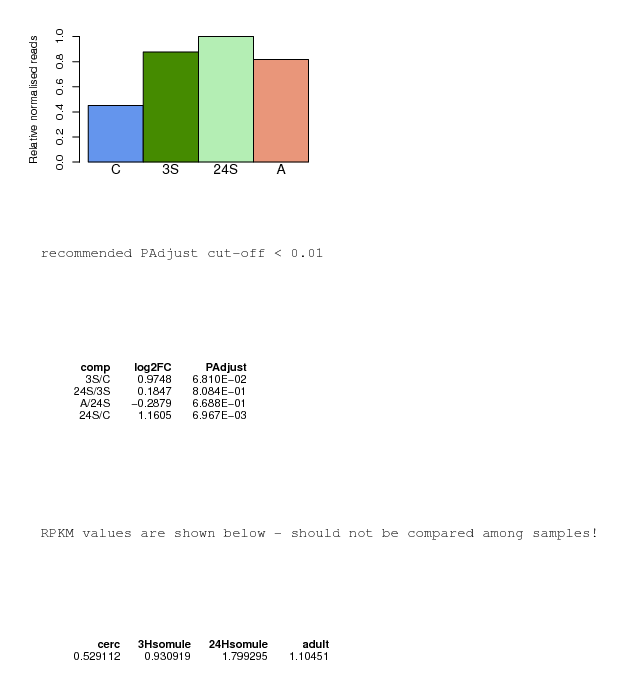 Relative normalised reads
1.0
0.8
0.6
0.4
0.2
0.0
C 3S 24S A
recommended PAdjust cut-off < 0.01
comp log2FC PAdjust
3S/C 0.9748 6.810E−02
24S/3S 0.1847 8.084E−01
A/24S −0.2879 6.688E−01
24S/C 1.1605 6.967E−03
RPKM values are shown below - should not be compared among samples!
cerc 3Hsomule 24Hsomule adult
0.529112 0.930919 1.799295 1.10451